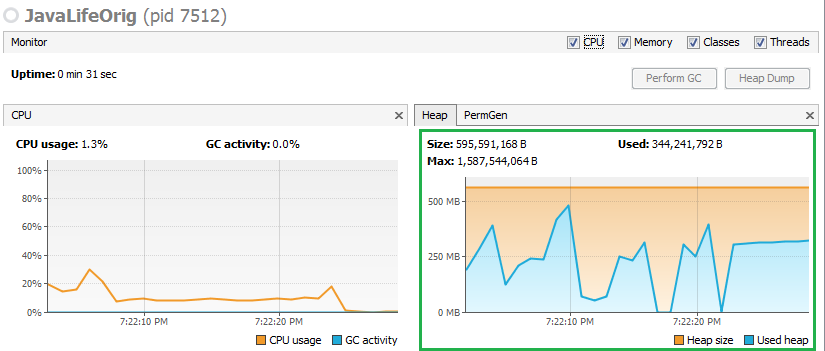 JavaLifeOrig (pid 7512)
Monitor
CPU
Memory
Classes
Threads
Uptime: 0 min 31 sec
Perform GC
Heap Dump
CPU
CPU usage: 1.3%
GC activity: 0.0%
100%
80%
60%
40%
20%
0%
7:22:10 PM
7:22:20 PM
CPU usage
GC activity
Heap
PermGen
Size: 595,591,168 B
Used: 344,241,792 B
Max: 1,587,544,064 B
500 MB
250 MB
0 MB
7:22:10 PM
7:22:20 PM
Heap size
Used heap